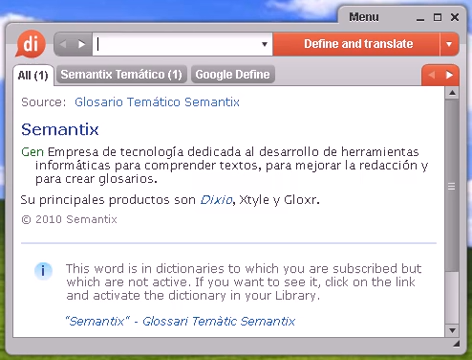 Menu
di
Define and translate
All (1) Semantix Temático (1) Google Define
Source: Glosario Temático Semantix
Semantix
Gen Empresa de tecnología dedicada al desarrollo de herramientas
informáticas para comprender textos, para mejorar la redacción y
para crear glosarios.
Su principales productos son Dixio, Xtyle y Gloxr.
© 2010 Semantix
i
This word is in dictionaries to which you are subscribed but
which are not active. If you want to see it, click on the link
and activate the dictionary in your Library.
"Semantix" - Glossari Temàtic Semantix